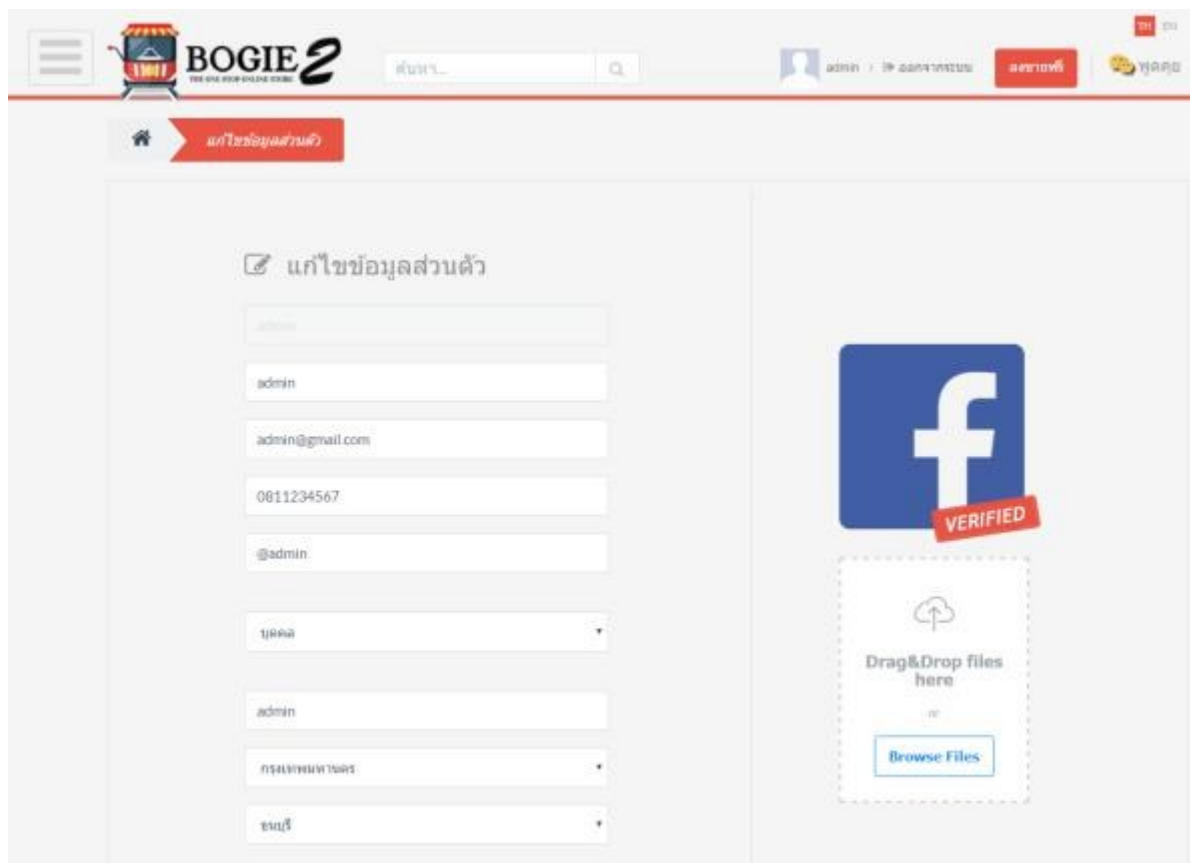 TH EN
BOGIE 2
THE ONE STOP ONLINE STORE
ค้นหา...
admin / ออกจากระบบ
ลงขายฟรี
พูดคุย
แก้ไขข้อมูลส่วนตัว
แก้ไขข้อมูลส่วนตัว
admin
admin
admin@gmail.com
0811234567
@admin
บุคคล
admin
กรุงเทพมหานคร
ธนบุรี
VERIFIED
Drag&Drop files
here
or
Browse Files